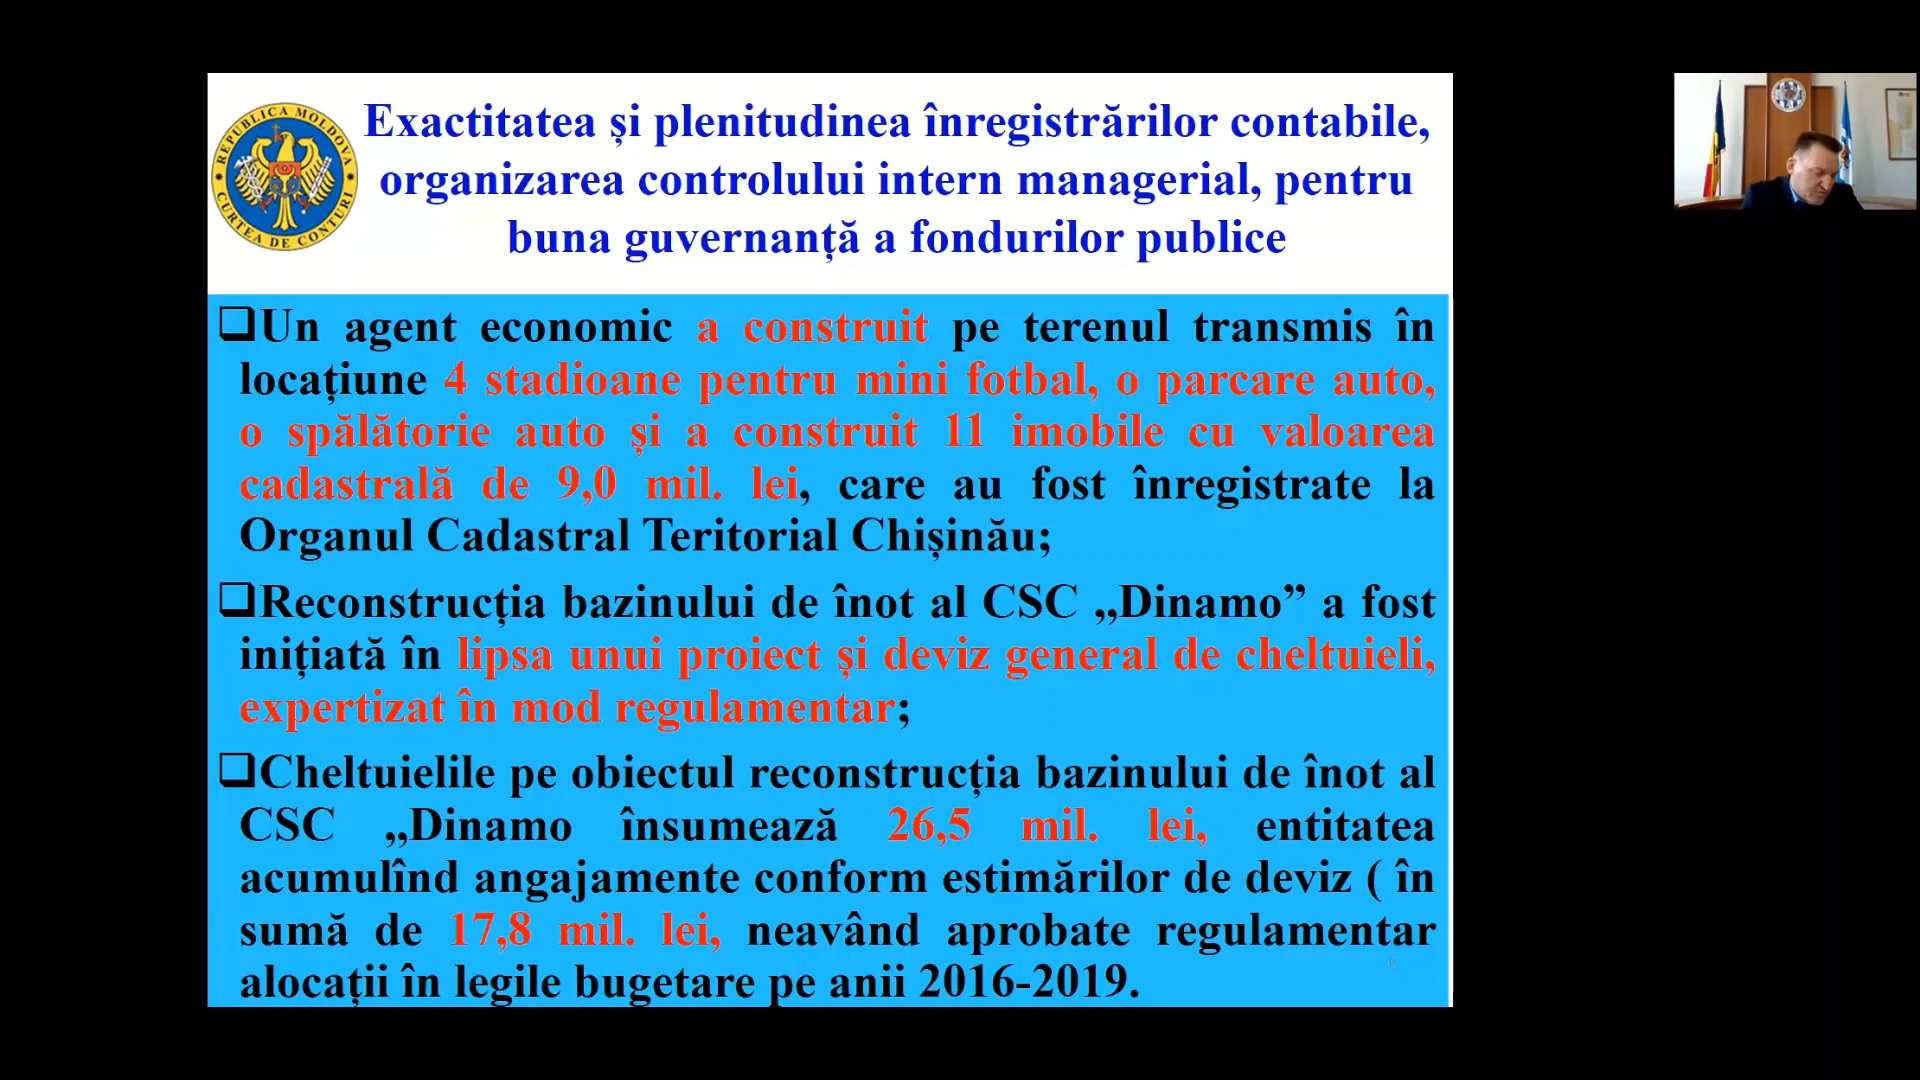 REPUBLICA MOLDOVA
CURTEA DE CONTURI
Exactitatea și plenitudinea înregistrărilor contabile,
organizarea controlului intern managerial, pentru
buna guvernanță a fondurilor publice
Un agent economic a construit pe terenul transmis în
locațiune 4 stadioane pentru mini fotbal, o parcare auto,
o spălătorie auto și a construit 11 imobile cu valoarea
cadastrală de 9,0 mil. lei, care au fost înregistrate la
Organul Cadastral Teritorial Chișinău;
Reconstrucția bazinului de înot al CSC „Dinamo” a fost
inițiată în lipsa unui proiect și deviz general de cheltuieli,
expertizat în mod regulamentar;
Cheltuielile pe obiectul reconstrucția bazinului de înot al
CSC „Dinamo însumează 26,5 mil. lei, entitatea
acumulînd angajamente conform estimărilor de deviz ( în
sumă de 17,8 mil. lei, neavând aprobate regulamentar
alocații în legile bugetare pe anii 2016-2019.